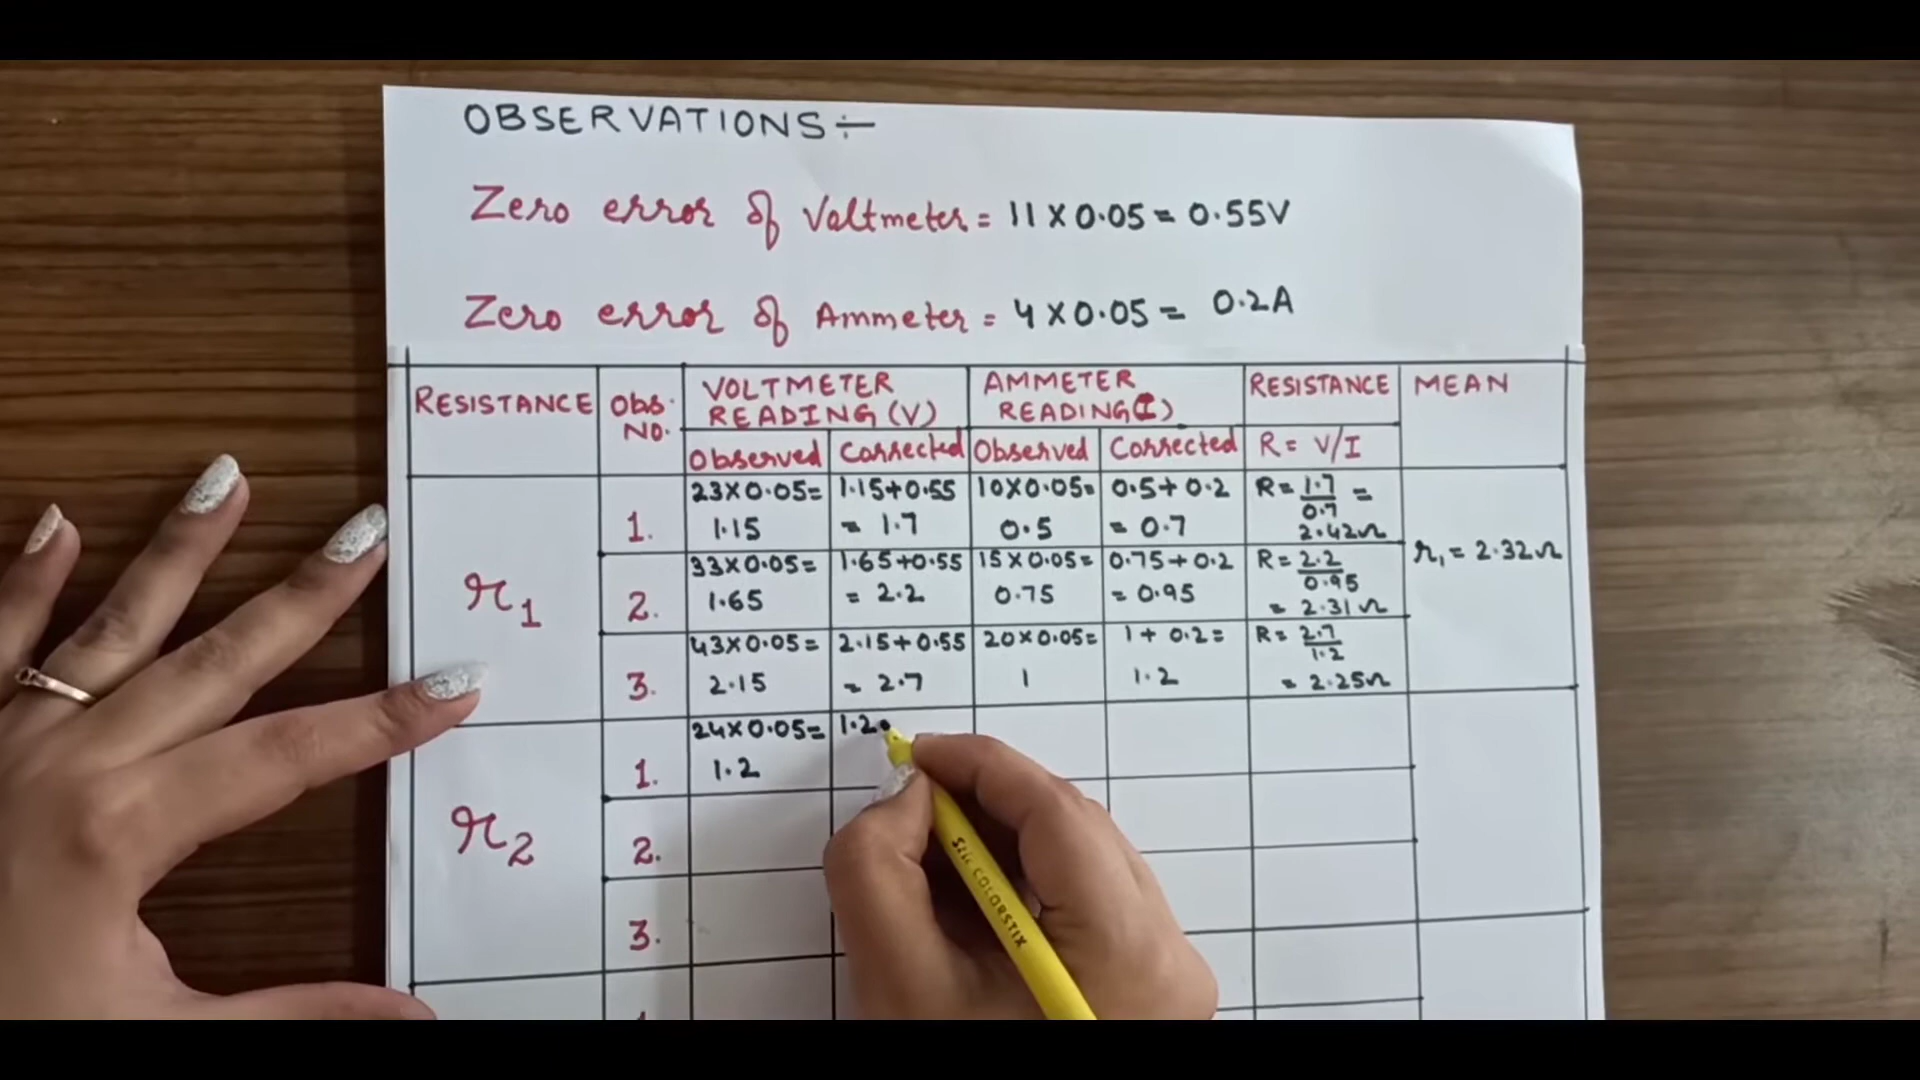 OBSERVATIONS÷
Zero error of Voltmeter = 11 X 0.05 = 0.55V
Zero error of Ammeter = 4 X 0.05 = 0.2A
RESISTANCE
Obs. NO.
VOLTMETER READING (V)
AMMETER READING(I)
RESISTANCE
MEAN
Observed
Corrected
Observed
Corrected
R = V/I
r1
1.
23X0.05=
1.15
1.15+0.55
= 1.7
10X0.05=
0.5
0.5+0.2
= 0.7
R = 1.7/0.7 =
2.42Ω
r1 = 2.32Ω
2.
33X0.05=
1.65
1.65+0.55
= 2.2
15X0.05=
0.75
0.75+0.2
= 0.95
R = 2.2/0.95
= 2.31Ω
3.
43X0.05=
2.15
2.15+0.55
= 2.7
20X0.05=
1
1+0.2=
1.2
R = 2.7/1.2
= 2.25Ω
r2
1.
24X0.05=
1.2
1.2
2.
3.
COLORSTIX